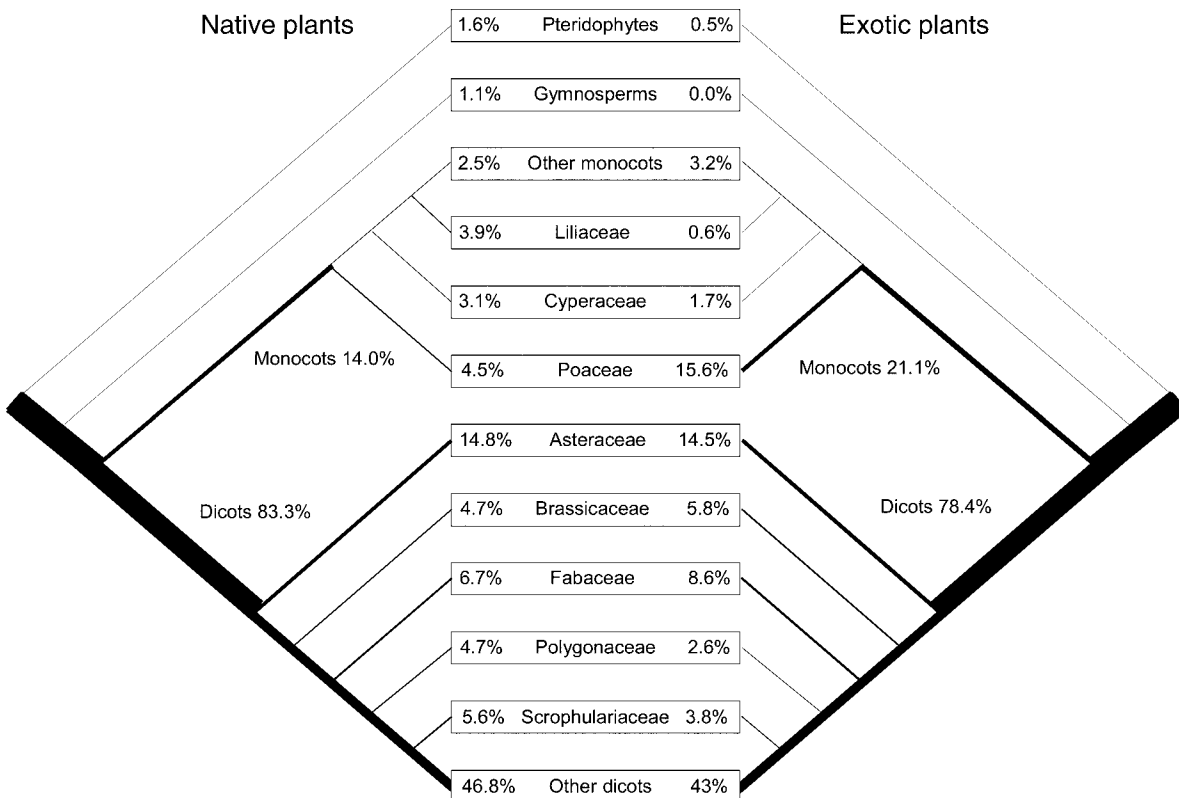 Native plants
Exotic plants
1.6% Pteridophytes 0.5%
1.1% Gymnosperms 0.0%
2.5% Other monocots 3.2%
3.9% Liliaceae 0.6%
3.1% Cyperaceae 1.7%
Monocots 14.0%
4.5% Poaceae 15.6%
Monocots 21.1%
14.8% Asteraceae 14.5%
Dicots 83.3%
4.7% Brassicaceae 5.8%
Dicots 78.4%
6.7% Fabaceae 8.6%
4.7% Polygonaceae 2.6%
5.6% Scrophulariaceae 3.8%
46.8% Other dicots 43%